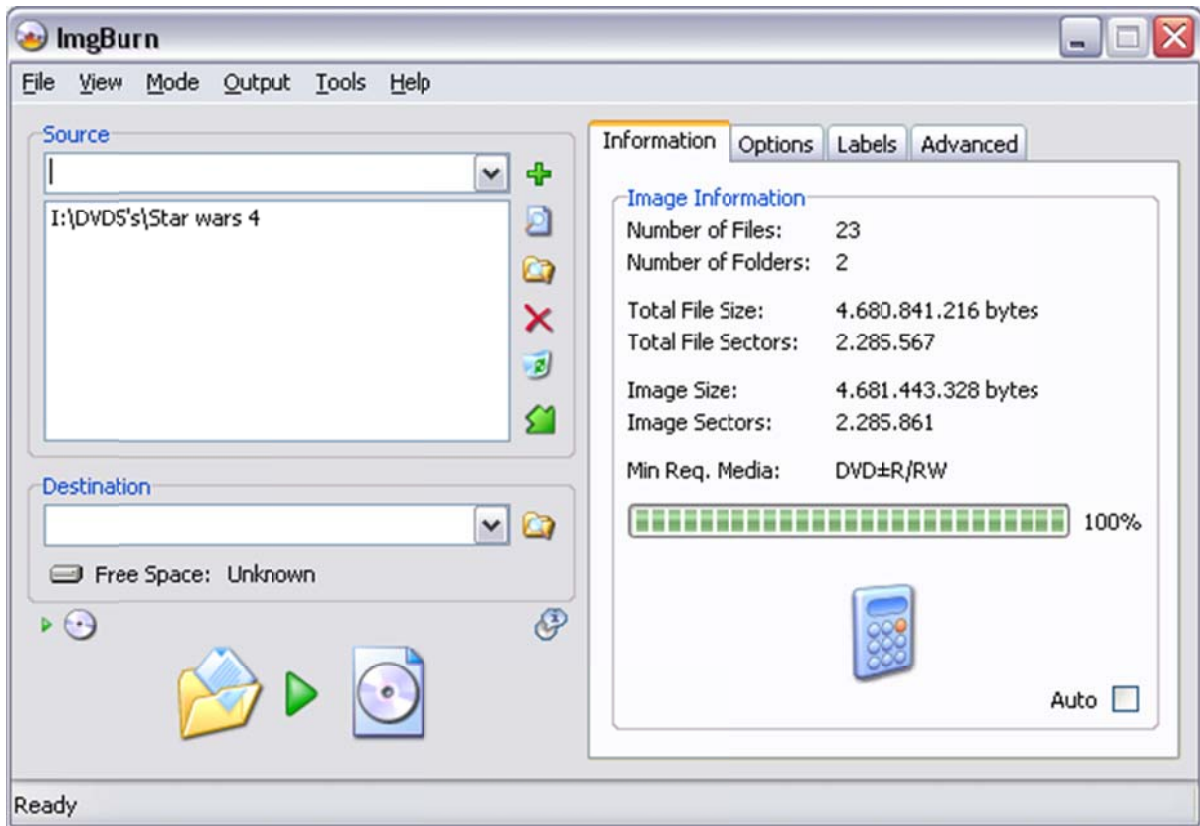 ImgBurn
File View Mode Output Tools Help
Source
I:\DVD5's\Star wars 4
Destination
Free Space: Unknown
Information Options Labels Advanced
Image Information
Number of Files: 23
Number of Folders: 2
Total File Size: 4.680.841.216 bytes
Total File Sectors: 2.285.567
Image Size: 4.681.443.328 bytes
Image Sectors: 2.285.861
Min Req. Media: DVD±R/RW
100%
Auto
Ready